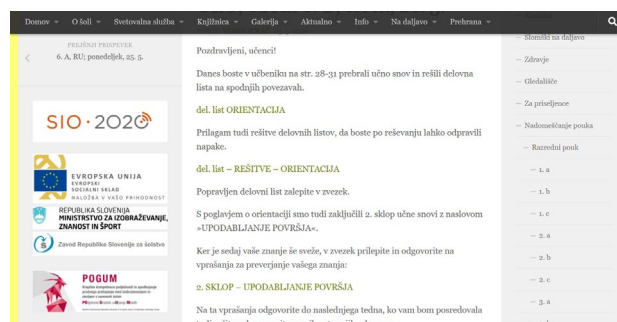 Domov
O šoli
Svetovalna služba
Knjižnica
Galerija
Aktualno
Info
Na daljavo
Prehrana
PREJŠNJI PRISPEVEK
6. A, RU; ponedeljek, 25. 5.
SIO·2020
EVROPSKA UNIJA
EVROPSKI
SOCIALNI SKLAD
NALOŽBA V VAŠO PRIHODNOST
REPUBLIKA SLOVENIJA
MINISTRSTVO ZA IZOBRAŽEVANJE,
ZNANOST IN ŠPORT
Zavod Republike Slovenije za šolstvo
POGUM
Pozdravljeni, učenci!
Danes boste v učbeniku na str. 28-31 prebrali učno snov in rešili delovna
lista na spodnjih povezavah.
del. list ORIENTACIJA
Prilagam tudi rešitve delovnih listov, da boste po reševanju lahko odpravili
napake.
del. list – REŠITVE – ORIENTACIJA
Popravljen delovni list zalepite v zvezek.
S poglavjem o orientaciji smo tudi zaključili 2. sklop učne snovi z naslovom
»UPODABLJANJE POVRŠJA«.
Ker je sedaj vaše znanje še sveže, v zvezek prilepite in odgovorite na
vprašanja za preverjanje vašega znanja:
2. SKLOP – UPODABLJANJE POVRŠJA
Na ta vprašanja odgovorite do naslednjega tedna, ko vam bom posredovala
– Slomški na daljavo
– Zdravje
– Gledališče
– Za priseljence
– Nadomeščanje pouka
– Razredni pouk
– 1. a
– 1. b
– 1. c
– 2. a
– 2. b
– 2. c
– 3. a